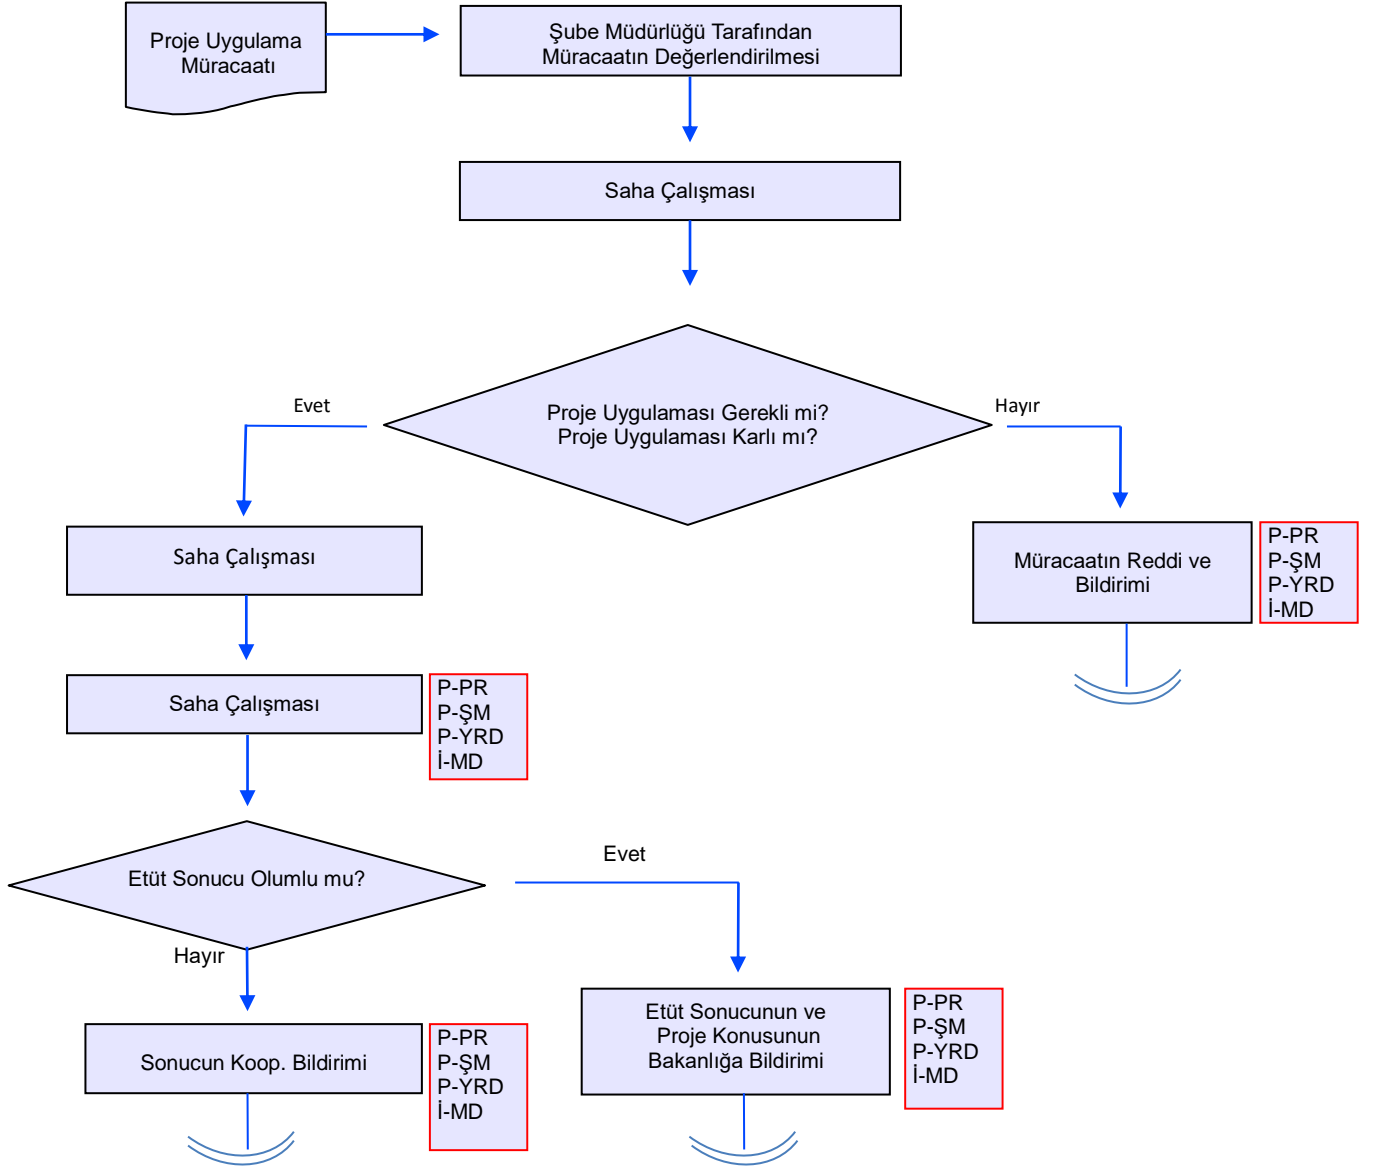 Proje Uygulama
Müracaatı
Şube Müdürlüğü Tarafından
Müracaatın Değerlendirilmesi
Saha Çalışması
Evet
Proje Uygulaması Gerekli mi?
Proje Uygulaması Karlı mı?
Hayır
Saha Çalışması
Müracaatın Reddi ve
Bildirimi
P-PR
P-ŞM
P-YRD
İ-MD
Saha Çalışması
P-PR
P-ŞM
P-YRD
İ-MD
Etüt Sonucu Olumlu mu?
Evet
Hayır
Sonucun Koop. Bildirimi
P-PR
P-ŞM
P-YRD
İ-MD
Etüt Sonucunun ve
Proje Konusunun
Bakanlığa Bildirimi
P-PR
P-ŞM
P-YRD
İ-MD